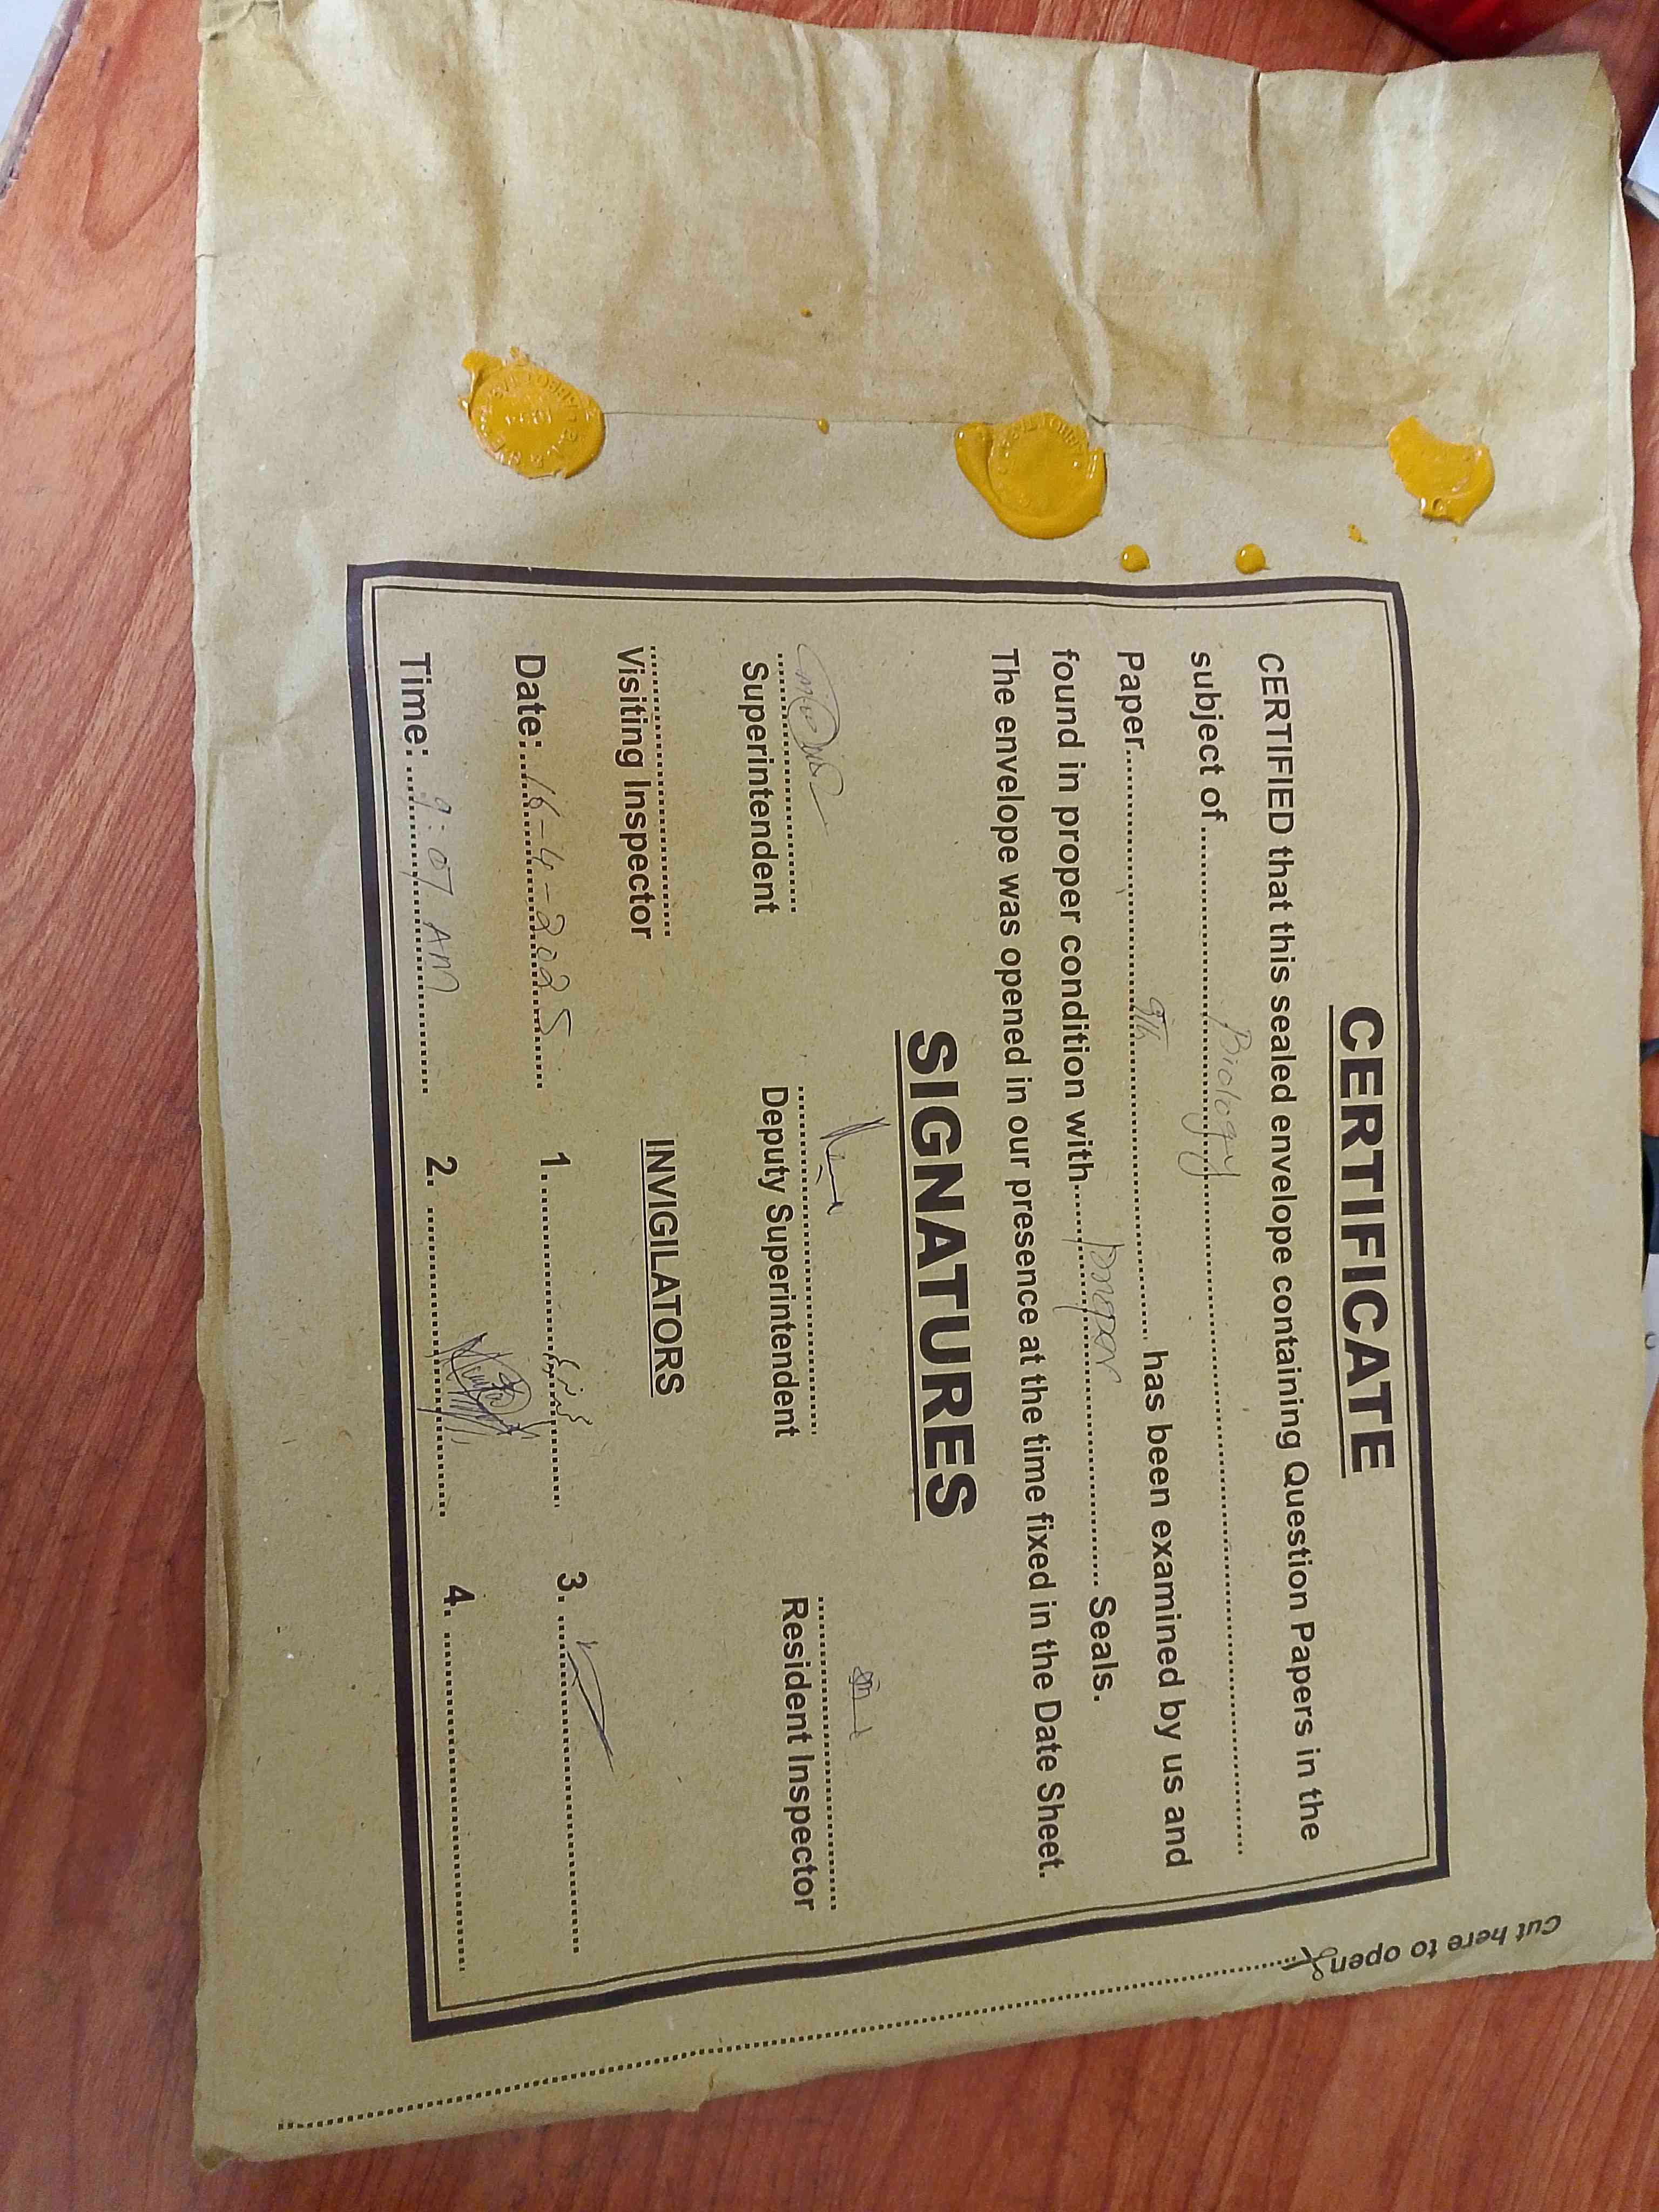 CERTIFICATE
CERTIFIED that this sealed envelope containing Question Papers in the
subject of Biology
Paper 9th has been examined by us and
found in proper condition with proper Seals.
The envelope was opened in our presence at the time fixed in the Date Sheet.
SIGNATURES
Superintendent Deputy Superintendent Resident Inspector
Visiting Inspector
INVIGILATORS
Date: 16-4-2025 1. 3.
Time: 9:07 AM 2. 4.
Cut here to open